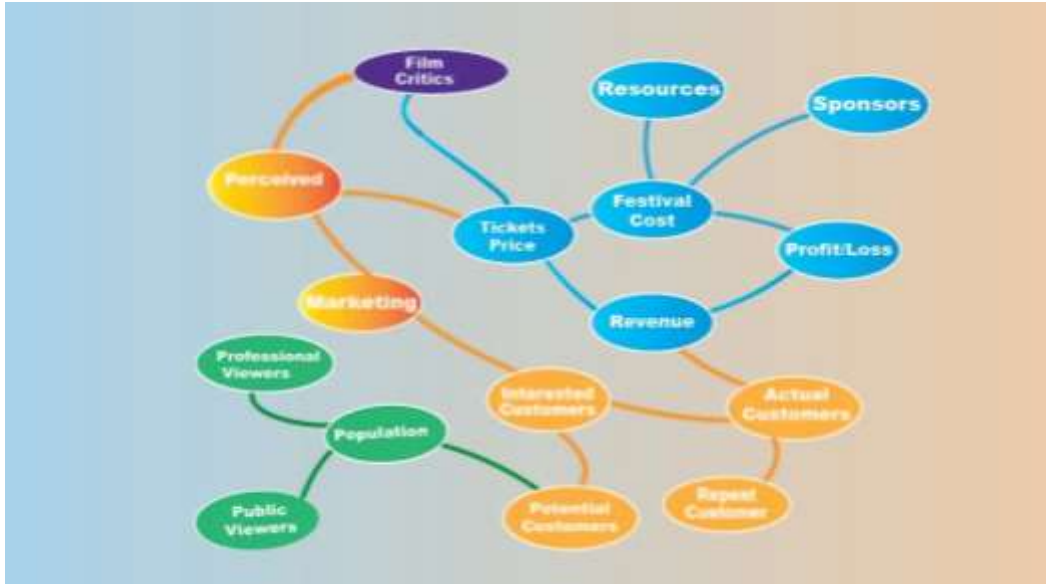 Film
Critics
Resources
Sponsors
Perceived
Festival
Cost
Tickets
Price
Profit/Loss
Marketing
Revenue
Professional
Viewers
Interested
Customers
Actual
Customers
Population
Repeat
Customer
Public
Viewers
Potential
Customers